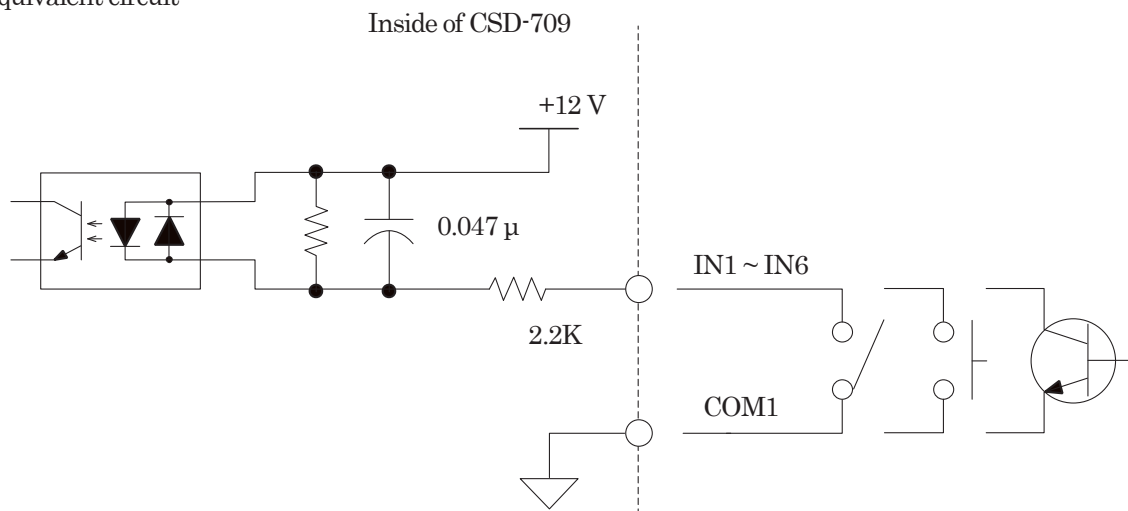 Inside of CSD-709
+12 V
0.047 µ
IN1 ~ IN6
2.2K
COM1